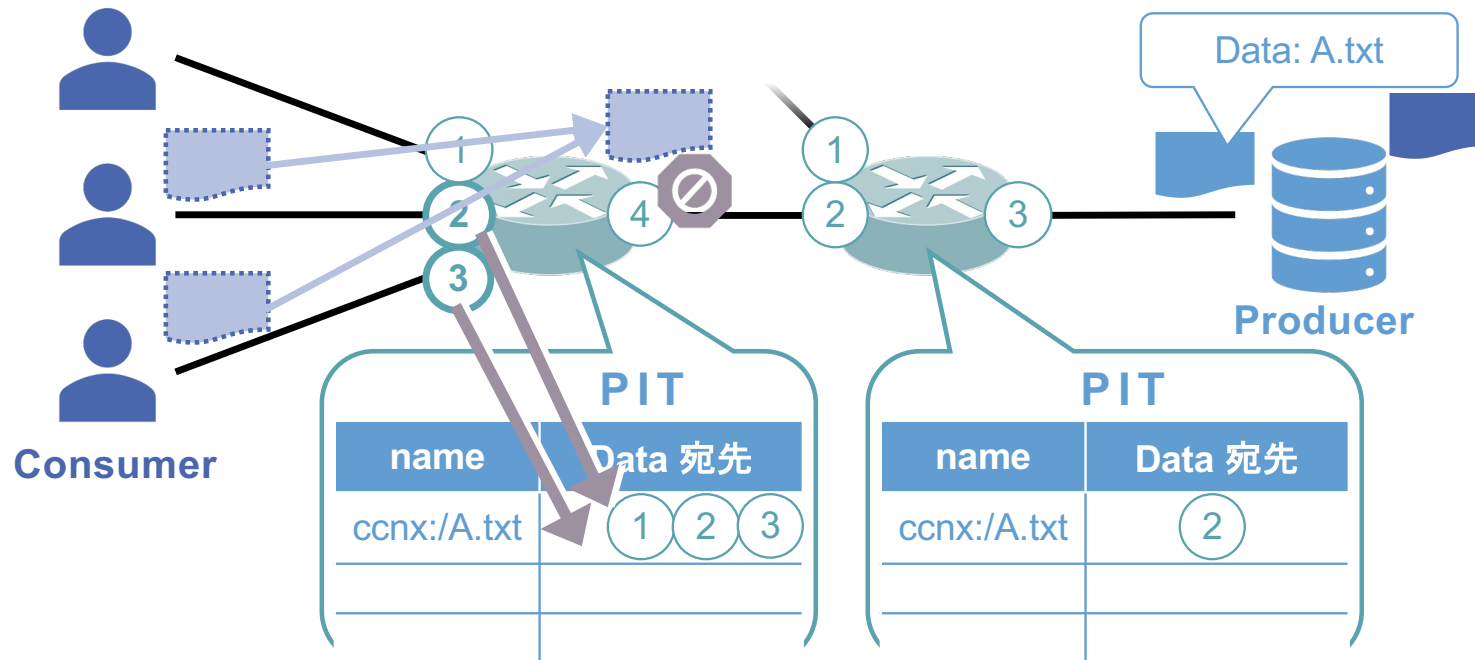 Data: A.txt
1
2
3
4
1
2
3
Producer
Consumer
PIT
name Data 宛先
ccnx:/A.txt 1 2 3
PIT
name Data 宛先
ccnx:/A.txt 2